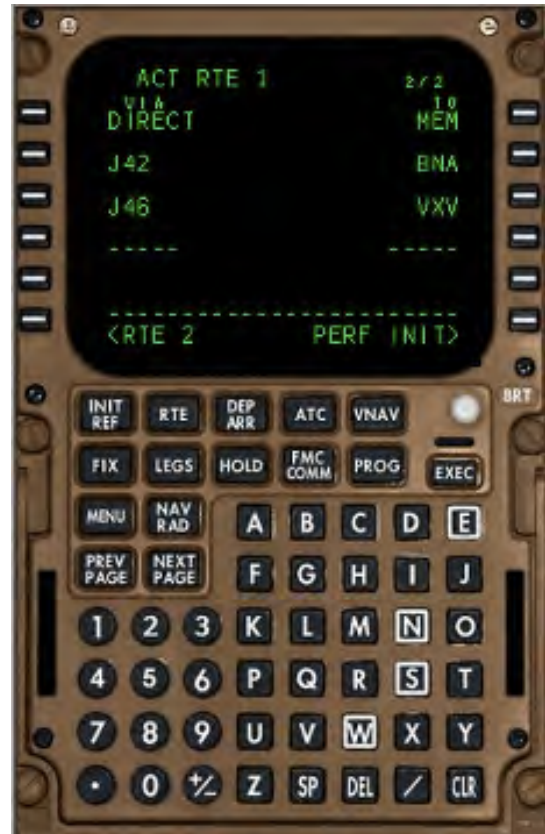 ACT RTE 1 2/2
VIA TO
DIRECT MEM
J42 BNA
J46 VXV
----- -----
--------------------------
<RTE 2 PERF INIT>
BRT
INIT REF RTE DEP ARR ATC VNAV
FIX LEGS HOLD FMC COMM PROG EXEC
MENU NAV RAD A B C D E
PREV PAGE NEXT PAGE F G H I J
1 2 3 K L M N O
4 5 6 P Q R S T
7 8 9 U V W X Y
. 0 +/- Z SP DEL / CLR